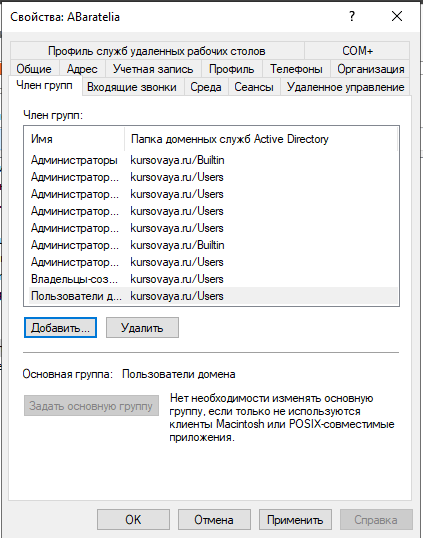 Свойства: ABaratelia
Профиль служб удаленных рабочих столов COM+
Общие Адрес Учетная запись Профиль Телефоны Организация
Член групп Входящие звонки Среда Сеансы Удаленное управление
Член групп:
Имя Папка доменных служб Active Directory
Администраторы kursovaya.ru/Builtin
Администратор... kursovaya.ru/Users
Администратор... kursovaya.ru/Users
Администратор... kursovaya.ru/Users
Администратор... kursovaya.ru/Users
Администратор... kursovaya.ru/Builtin
Администратор... kursovaya.ru/Users
Владельцы-соз... kursovaya.ru/Users
Пользователи д... kursovaya.ru/Users
Добавить... Удалить
Основная группа: Пользователи домена
Задать основную группу
Нет необходимости изменять основную
группу, если только не используются
клиенты Macintosh или POSIX-совместимые
приложения.
OK Отмена Применить Справка